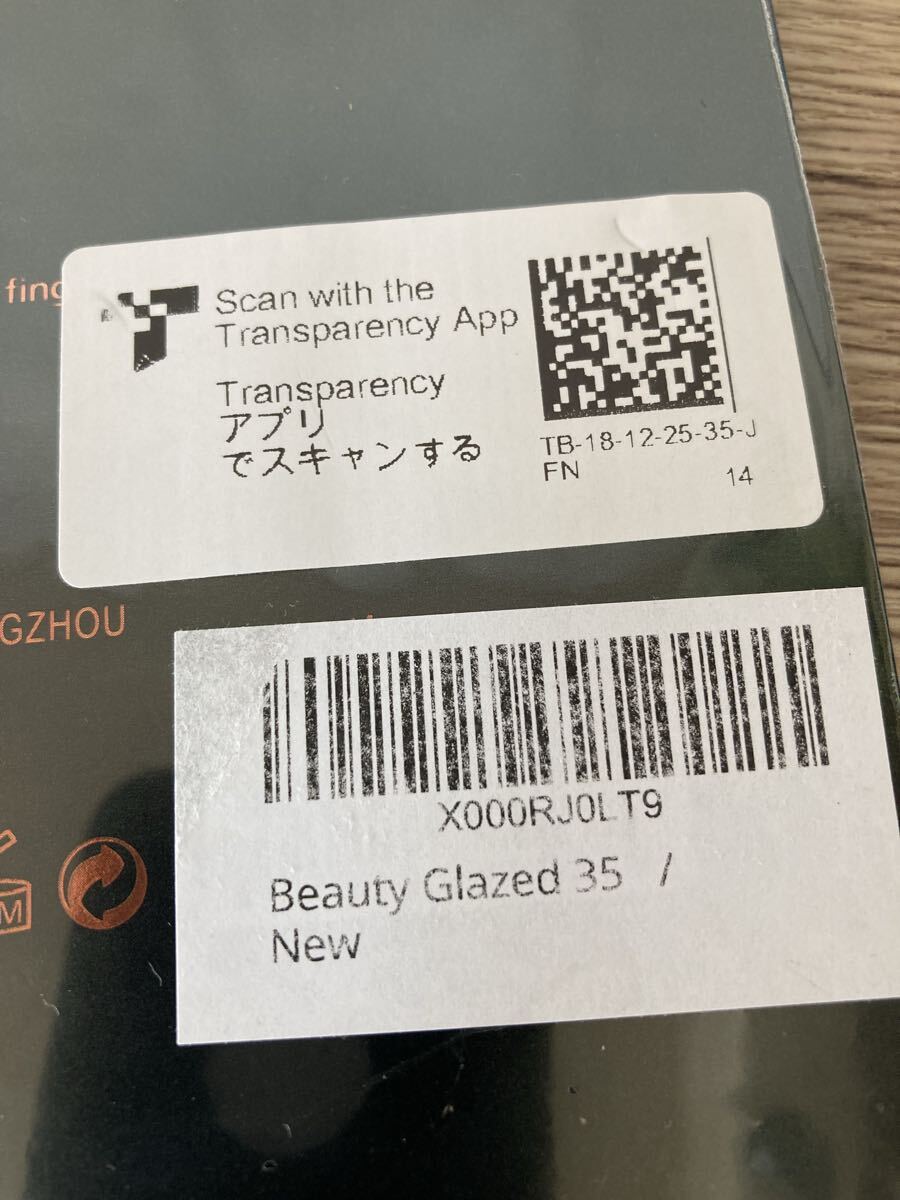 fing
Scan with the
Transparency App
Transparency
アプリ
でスキャンする
TB-18-12-25-35-J
FN
14
GZHOU
X000RJ0LT9
Beauty Glazed 35 /
New
M